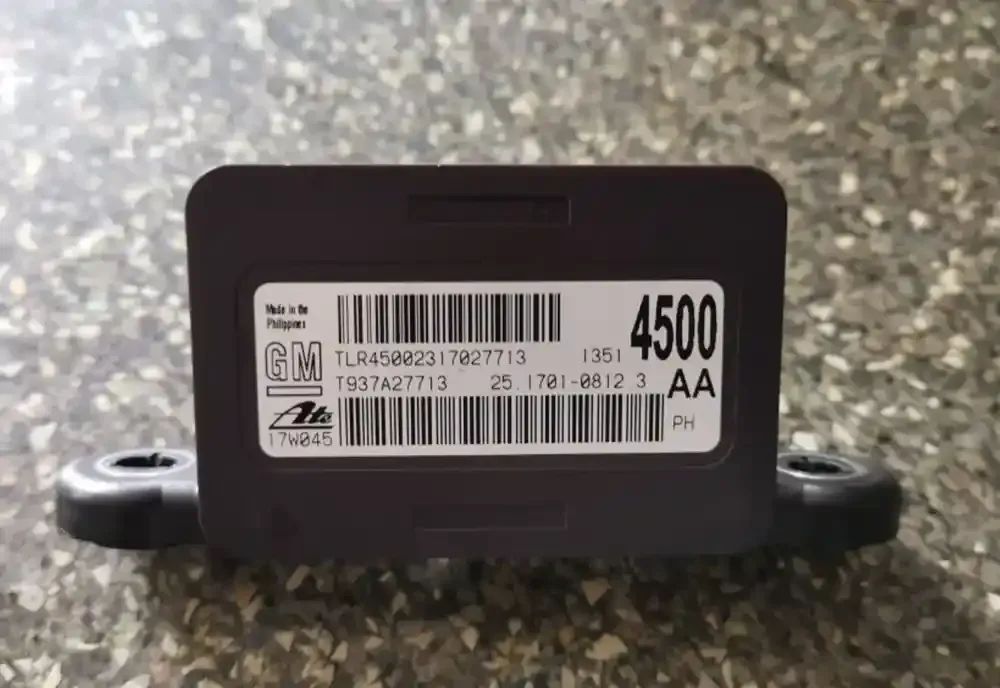 Made in the
Philippines
GM
Ate
17W045
TLR45002317027713 1351
T937A27713 25.1701-0812 3
4500
AA
PH